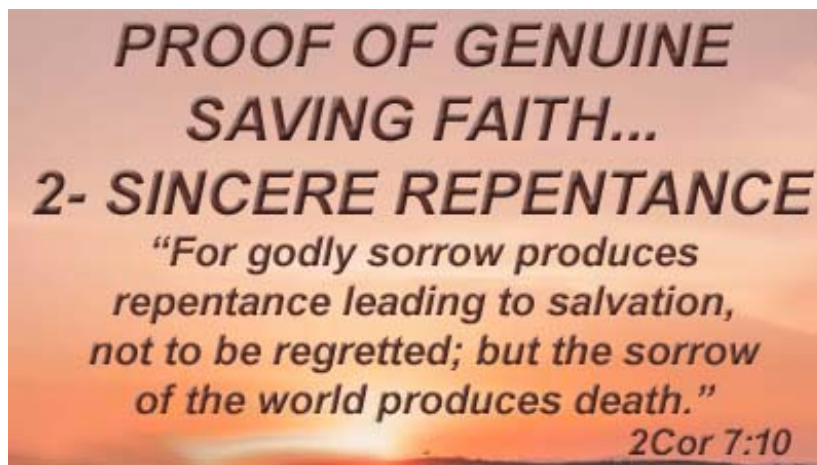 PROOF OF GENUINE
SAVING FAITH...
2- SINCERE REPENTANCE
“For godly sorrow produces
repentance leading to salvation,
not to be regretted; but the sorrow
of the world produces death.”
2Cor 7:10